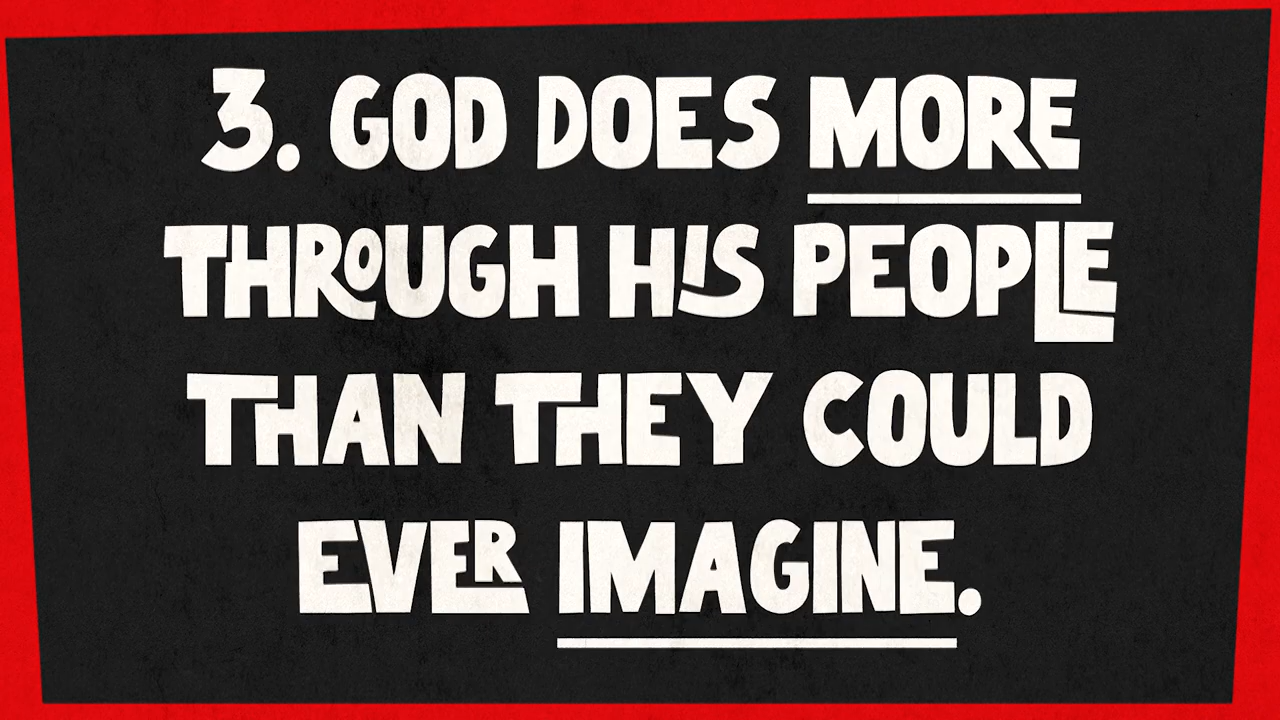 3. GOD DOES MORE
THROUGH HIS PEOPLE
THAN THEY COULD
EVER IMAGINE.